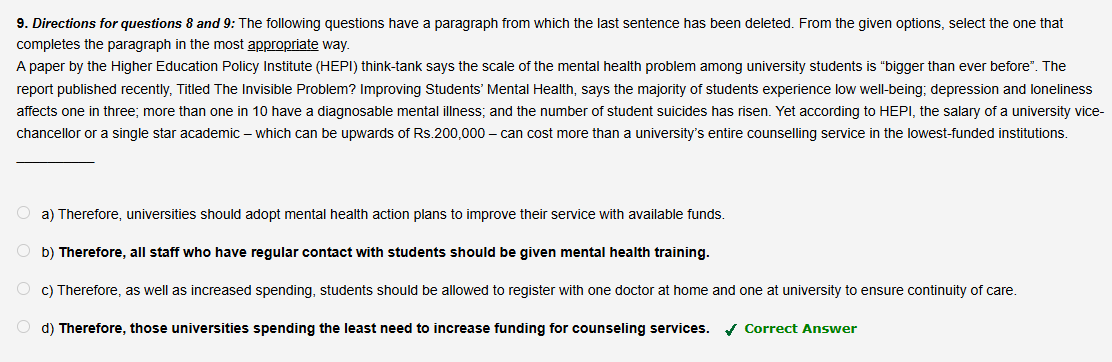 9. Directions for questions 8 and 9: The following questions have a paragraph from which the last sentence has been deleted. From the given options, select the one that
completes the paragraph in the most appropriate way.
A paper by the Higher Education Policy Institute (HEPI) think-tank says the scale of the mental health problem among university students is “bigger than ever before”. The
report published recently, Titled The Invisible Problem? Improving Students’ Mental Health, says the majority of students experience low well-being; depression and loneliness
affects one in three; more than one in 10 have a diagnosable mental illness; and the number of student suicides has risen. Yet according to HEPI, the salary of a university vice-
chancellor or a single star academic – which can be upwards of Rs.200,000 – can cost more than a university’s entire counselling service in the lowest-funded institutions.
___________
a) Therefore, universities should adopt mental health action plans to improve their service with available funds.
b) Therefore, all staff who have regular contact with students should be given mental health training.
c) Therefore, as well as increased spending, students should be allowed to register with one doctor at home and one at university to ensure continuity of care.
d) Therefore, those universities spending the least need to increase funding for counseling services. ✓ Correct Answer